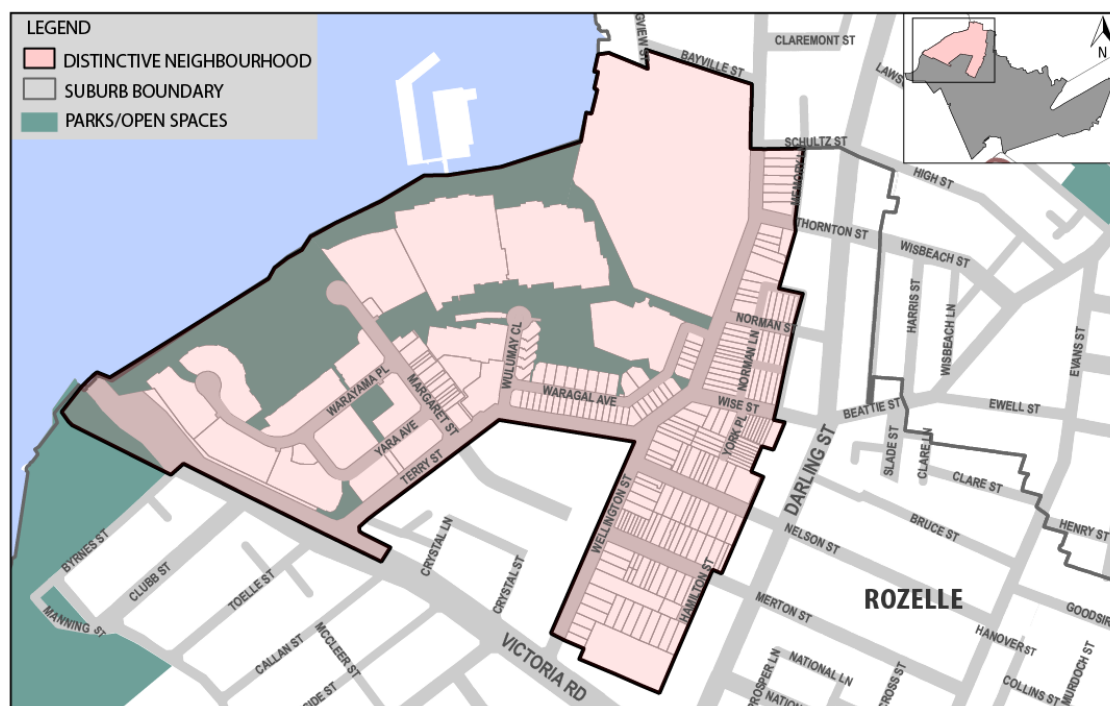 LEGEND
DISTINCTIVE NEIGHBOURHOOD
SUBURB BOUNDARY
PARKS/OPEN SPACES
N
CLAREMONT ST
BAYVILLE ST
SCHULTZ ST
HIGH ST
THORNTON ST
WISBEACH ST
HARRIS ST
WISBEACH LN
EVANS ST
NORMAN ST
NORMAN LN
WULUMAY CL
WARAGAL AVE
WARAYAMA PL
MARGARET ST
YARA AVE
TERRY ST
WISE ST
YORK PL
BEATTIE ST
EWELL ST
SLADE ST
CLARE LN
CLARE ST
DARLING ST
BRUCE ST
HENRY ST
WELLINGTON ST
NELSON ST
HAMILTON ST
MERTON ST
ROZELLE
HANOVER ST
GOODSIR
MURDOCH ST
COLLINS ST
NATIONAL LN
CROSS ST
PROSPER LN
BYRNES ST
CLUBB ST
MANNING ST
TOELLE ST
CALLAN ST
MCCLEER ST
CRYSTAL LN
CRYSTAL ST
VICTORIA RD